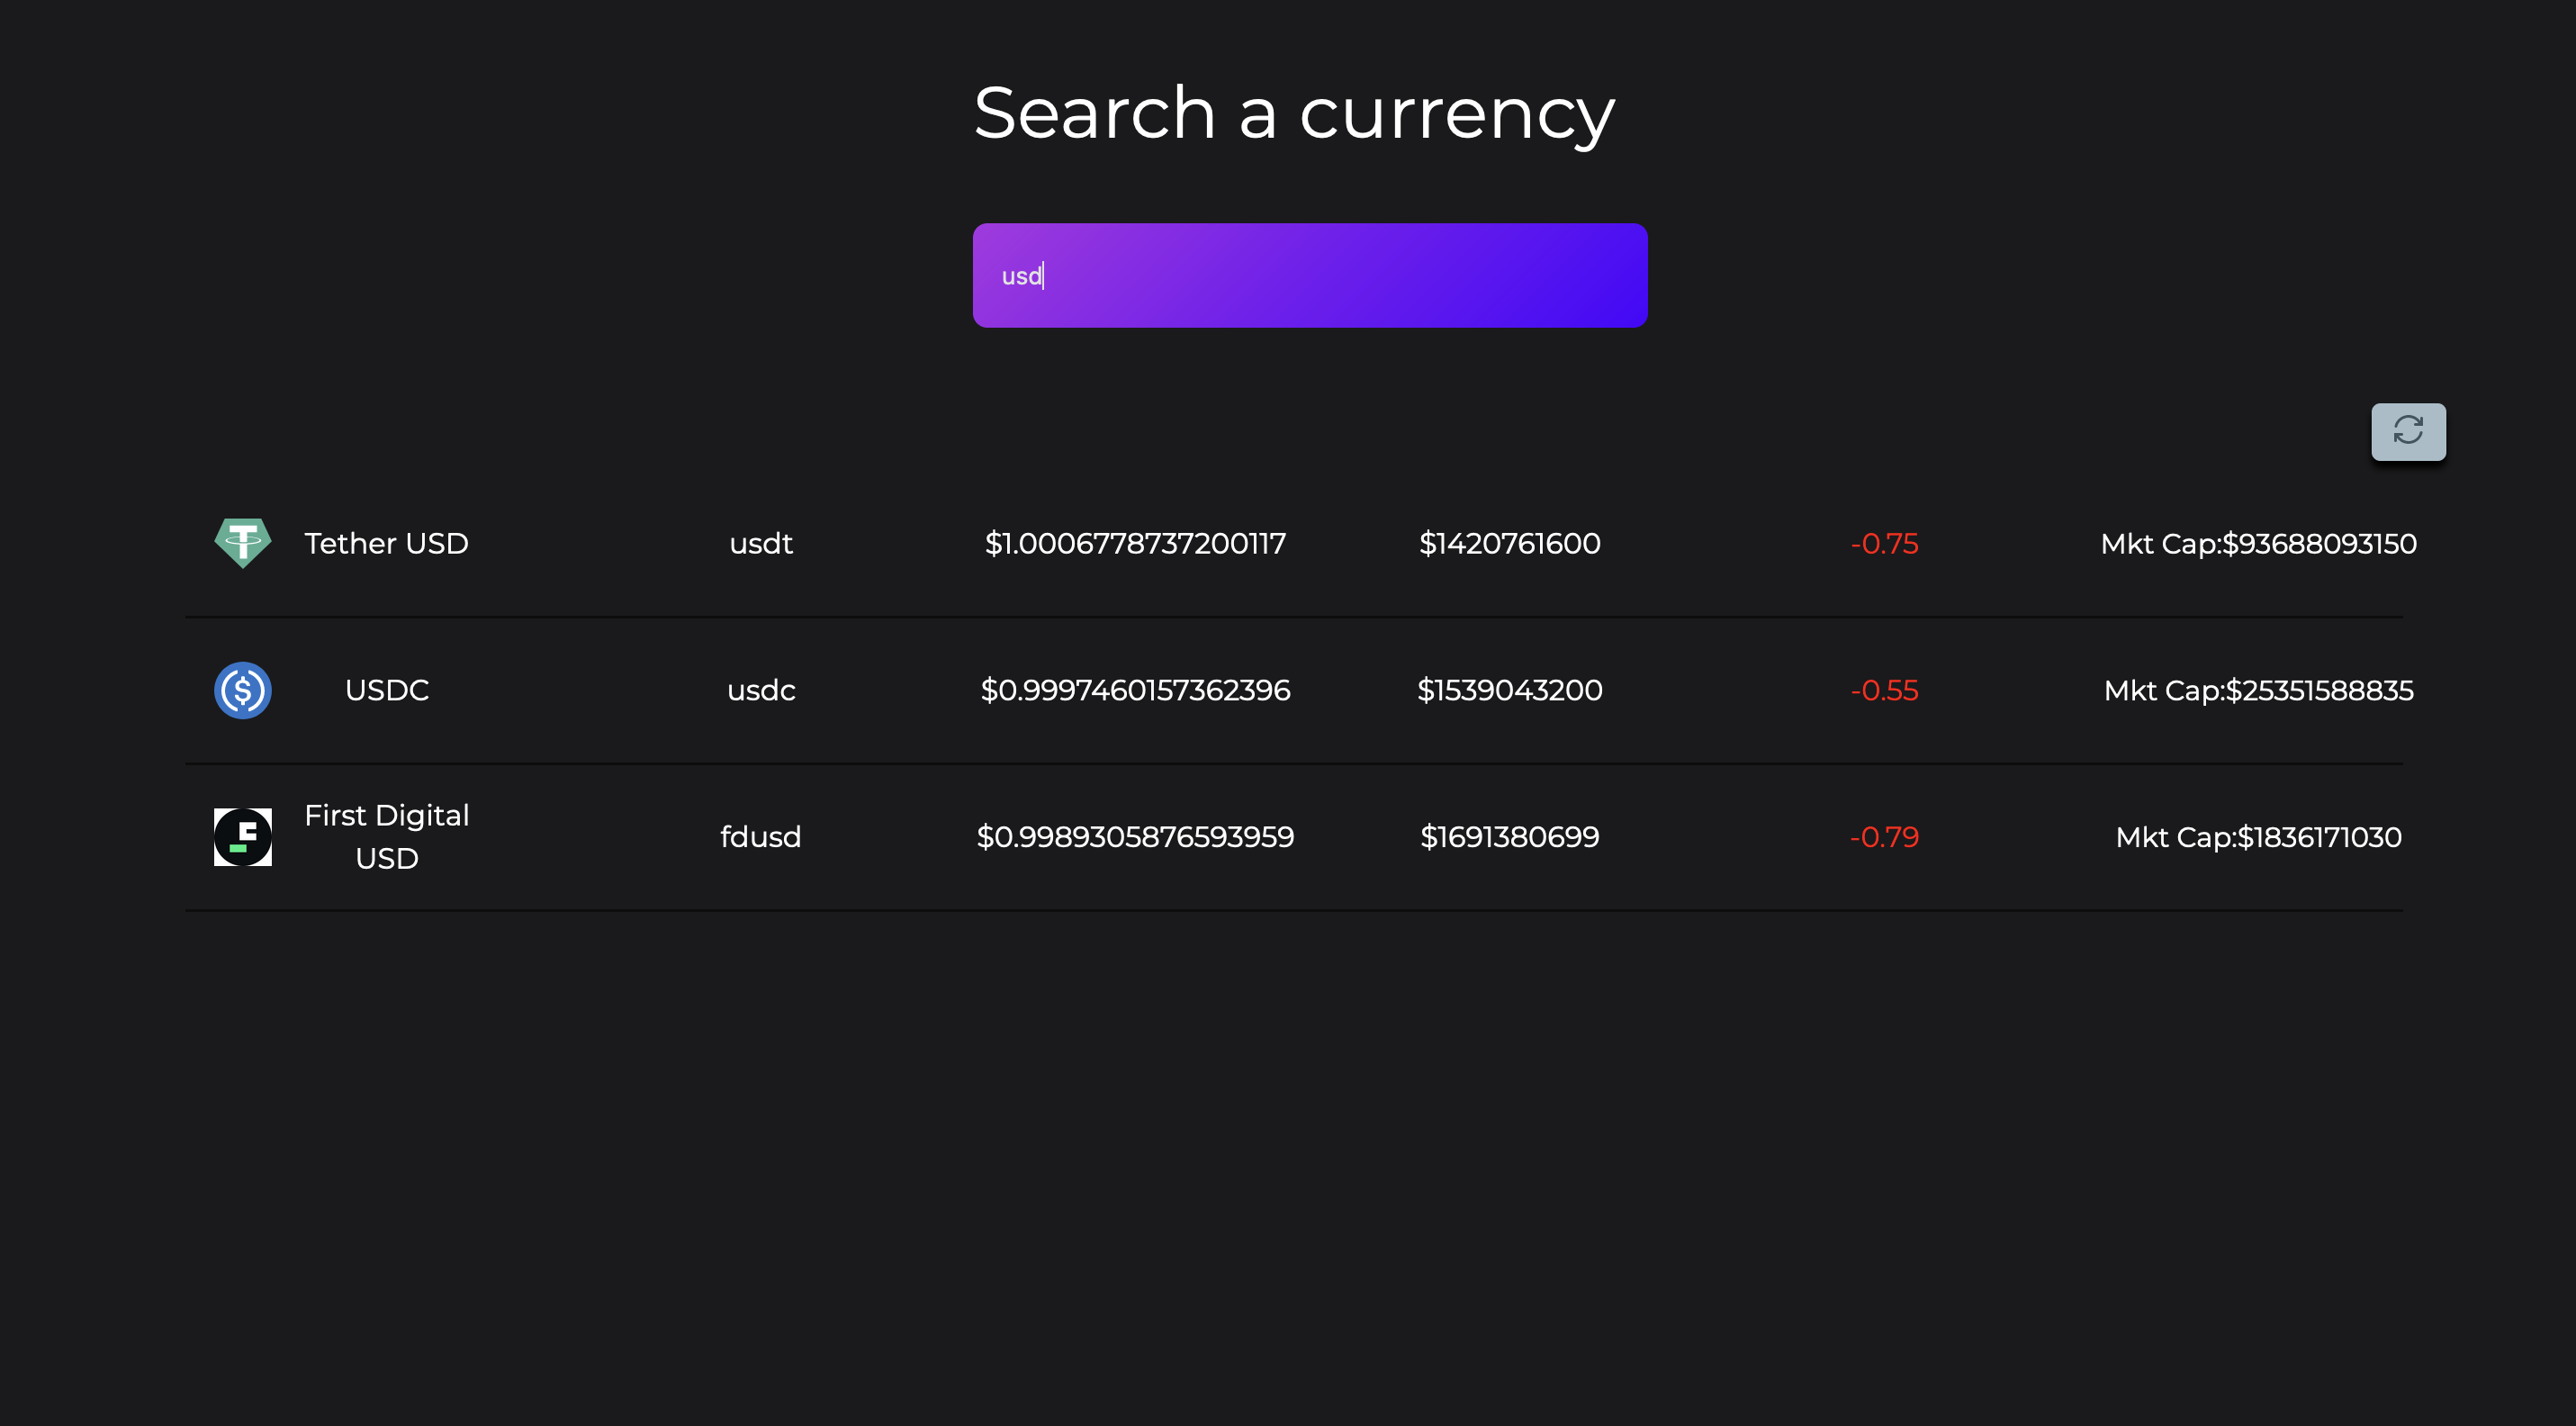 Search a currency
usd
Tether USD usdt $1.0006778737200117 $1420761600 -0.75 Mkt Cap:$93688093150
USDC usdc $0.9997460157362396 $1539043200 -0.55 Mkt Cap:$25351588835
First Digital
USD
fdusd $0.9989305876593959 $1691380699 -0.79 Mkt Cap:$1836171030